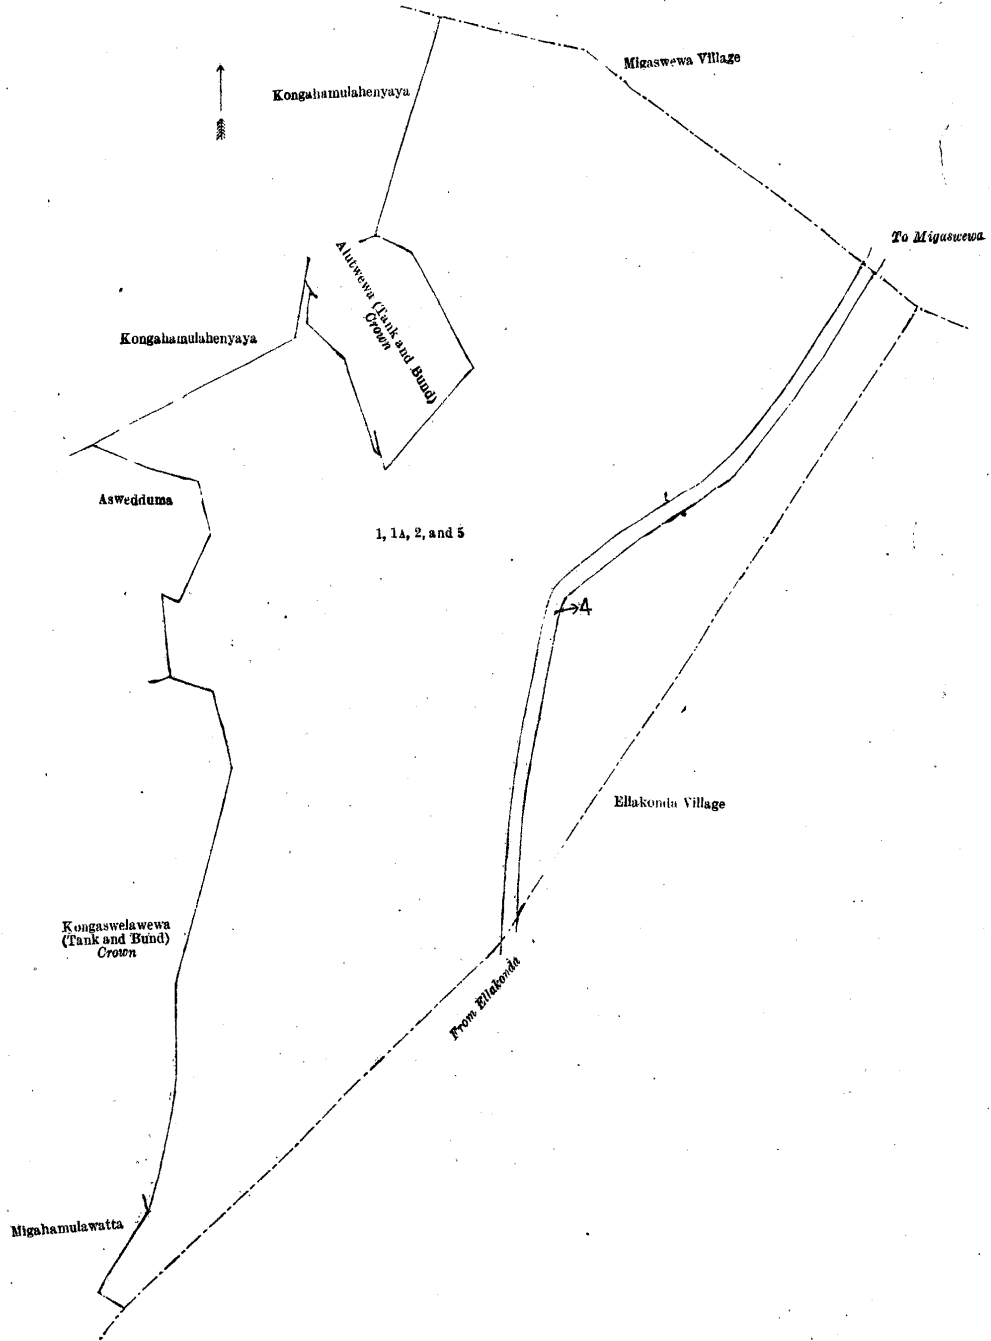 Migaswewa Village
Kongahamulahenyaya
To Migaswewa
Alutwewa (Tank and Bund)
Crown
Kongahamulahenyaya
Aswedduma
1, 1A, 2, and 5
4
Ellakonda Village
Kongaswelawewa
(Tank and Bund)
Crown
From Ellakonda
Migahamulawatta